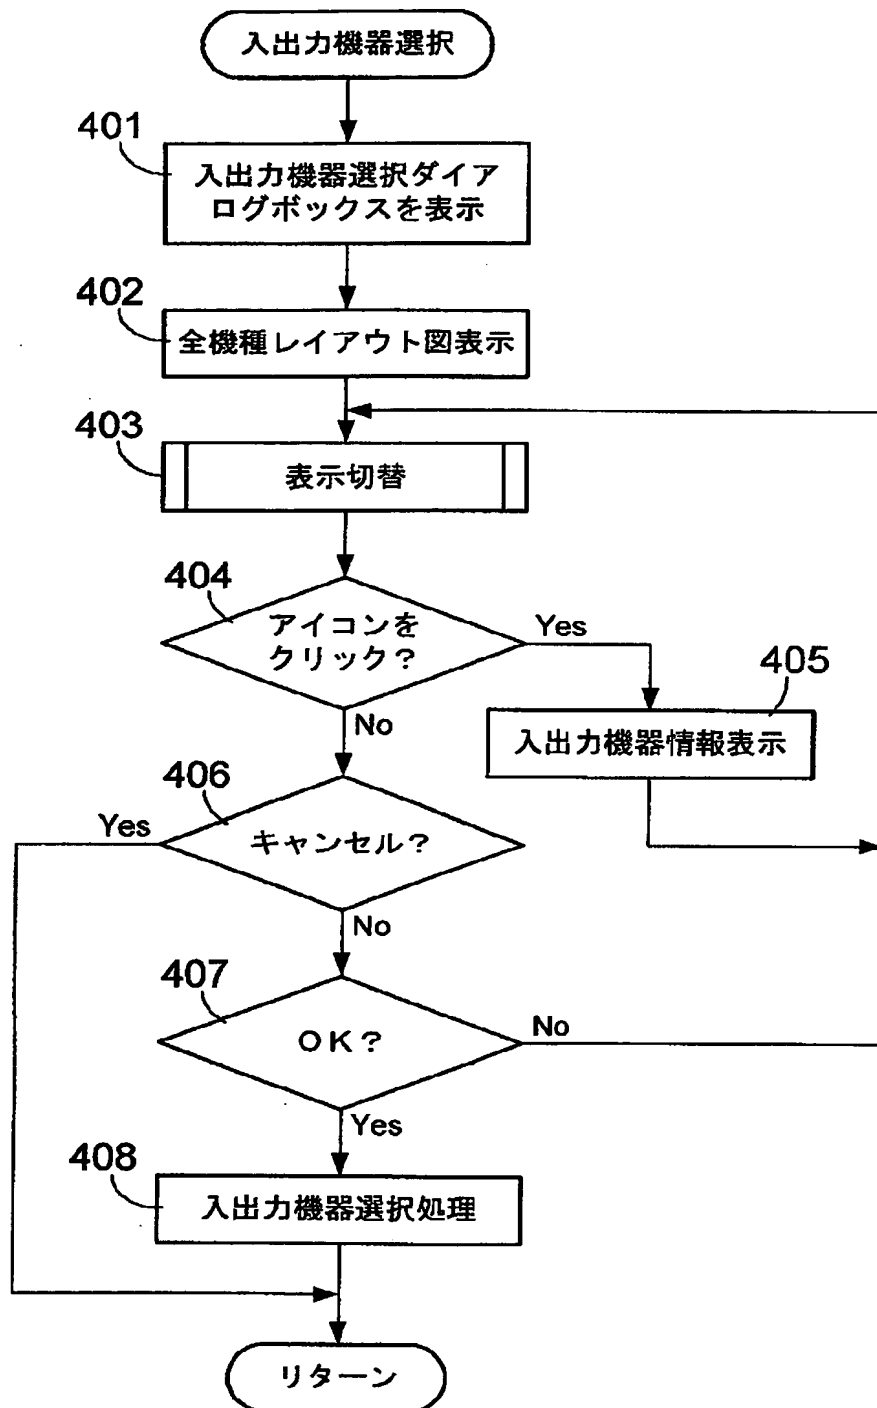 入出力機器選択
401
入出力機器選択ダイア
ログボックスを表示
402
全機種レイアウト図表示
403
表示切替
404
アイコンを
クリック？
Yes
No
405
入出力機器情報表示
406
キャンセル？
Yes
No
407
ＯＫ？
No
Yes
408
入出力機器選択処理
リターン